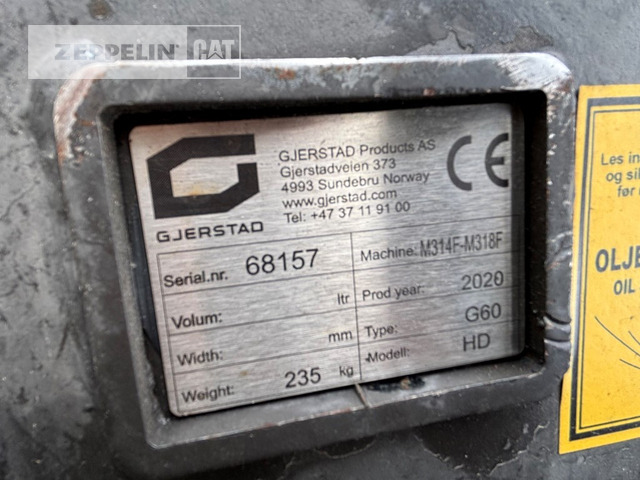 ZEPPELIN CAT
GJERSTAD
GJERSTAD Products AS
Gjerstadveien 373
4993 Sundebru Norway
www.gjerstad.com
Tel: +47 37 11 91 00
CE
Serial.nr. 68157
Machine: M314F-M318F
Volum: ltr
Prod year: 2020
Width: mm
Type: G60
Weight: 235 kg
Modell: HD
Les in
og si
før
OLJE
OIL